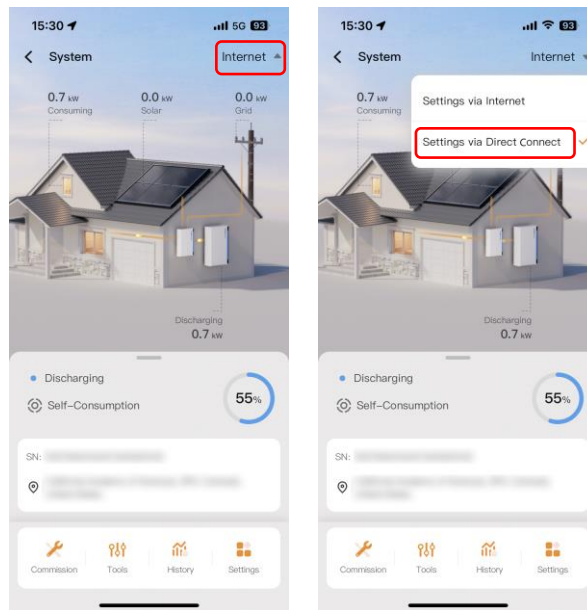 15:30
5G 93
System
Internet
0.7 kW
Consuming
0.0 kW
Solar
0.0 kW
Grid
Discharging
0.7 kW
Discharging
Self-Consumption
55%
SN:
Commission
Tools
History
Settings
15:30
93
System
Internet
0.7 kW
Consuming
Settings via Internet
Settings via Direct Connect
Discharging
0.7 kW
Discharging
Self-Consumption
55%
SN:
Commission
Tools
History
Settings